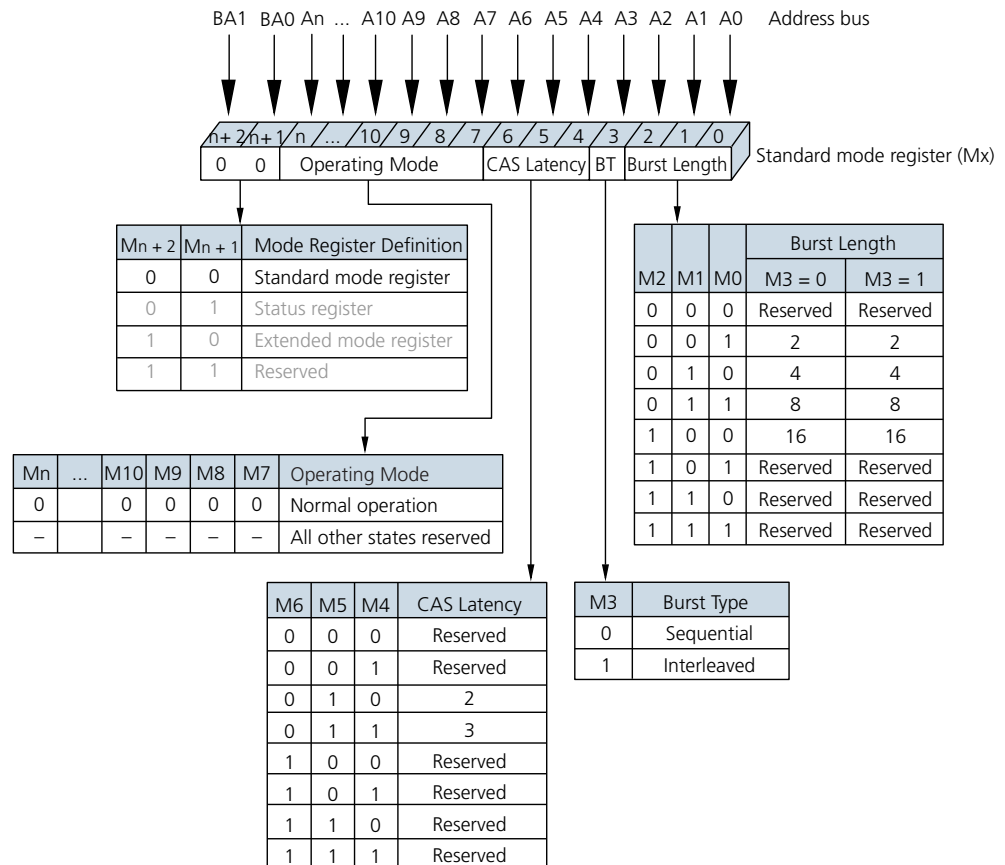 BA1 BA0 An ... A10 A9 A8 A7 A6 A5 A4 A3 A2 A1 A0 Address bus
n+ 2 n+ 1 n ... 10 9 8 7 6 5 4 3 2 1 0
Standard mode register (Mx)
0 0 Operating Mode CAS Latency BT Burst Length
Mn + 2 Mn + 1 Mode Register Definition
0 0 Standard mode register
0 1 Status register
1 0 Extended mode register
1 1 Reserved
Burst Length
M2 M1 M0 M3 = 0 M3 = 1
0 0 0 Reserved Reserved
0 0 1 2 2
0 1 0 4 4
0 1 1 8 8
1 0 0 16 16
1 0 1 Reserved Reserved
1 1 0 Reserved Reserved
1 1 1 Reserved Reserved
Mn ... M10 M9 M8 M7 Operating Mode
0 0 0 0 0 Normal operation
– – – – – All other states reserved
M6 M5 M4 CAS Latency
0 0 0 Reserved
0 0 1 Reserved
0 1 0 2
0 1 1 3
1 0 0 Reserved
1 0 1 Reserved
1 1 0 Reserved
1 1 1 Reserved
M3 Burst Type
0 Sequential
1 Interleaved